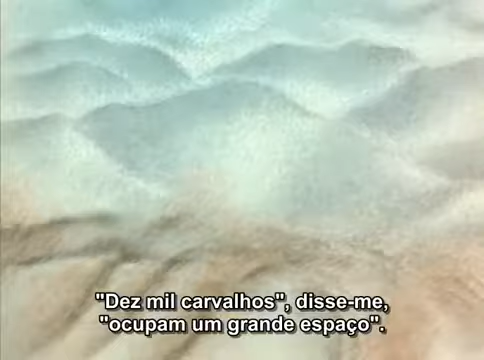 "Dez mil carvalhos", disse-me,
"ocupam um grande espaço".